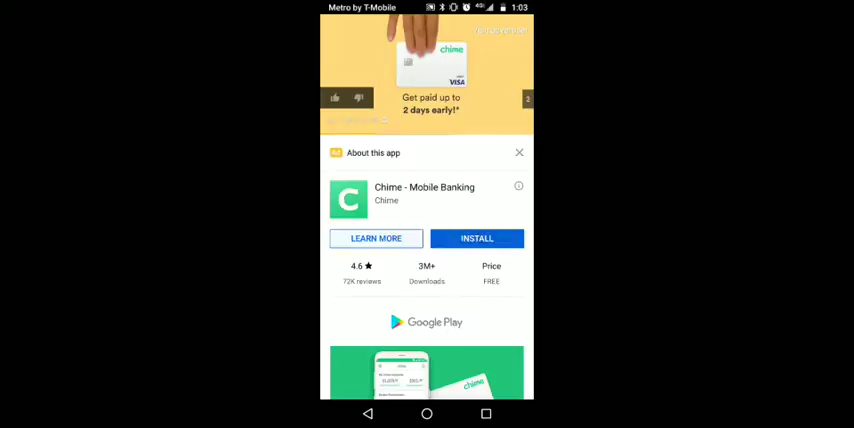 Metro by T-Mobile 4G 1:03
chime
VISA
Get paid up to
2 days early!*
2
Ad About this app
C
Chime - Mobile Banking
Chime
LEARN MORE INSTALL
4.6 ★ 3M+ Price
72K reviews Downloads FREE
Google Play
chime